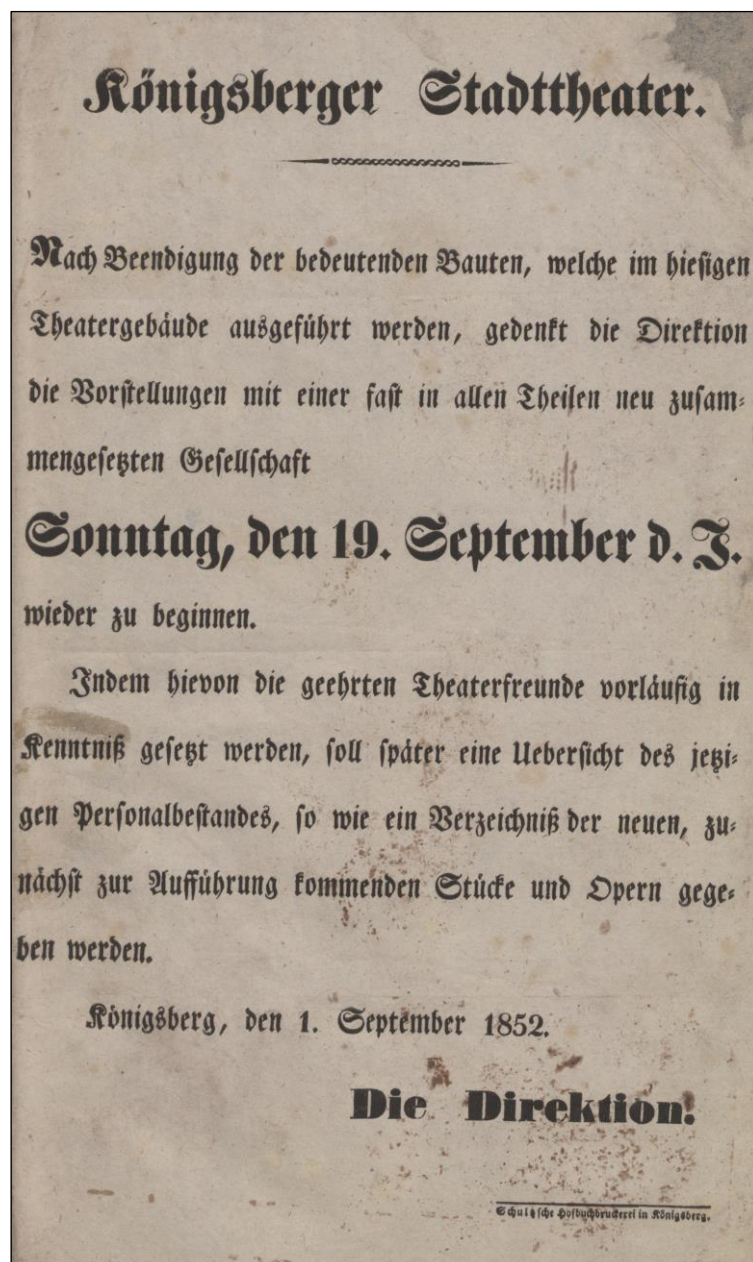 Königsberger Stadttheater.
Nach Beendigung der bedeutenden Bauten, welche im hiesigen
Theatergebäude ausgeführt werden, gedenkt die Direktion
die Vorstellungen mit einer fast in allen Theilen neu zusam-
mengesetzten Gesellschaft
Sonntag, den 19. September d. J.
wieder zu beginnen.
Indem hievon die geehrten Theaterfreunde vorläufig in
Kenntniß gesetzt werden, soll später eine Uebersicht des jetzi-
gen Personalbestandes, so wie ein Verzeichniß der neuen, zu-
nächst zur Aufführung kommenden Stücke und Opern gege-
ben werden.
Königsberg, den 1. September 1852.
Die Direktion.
Schultzsche Hofbuchdruckerei in Königsberg.